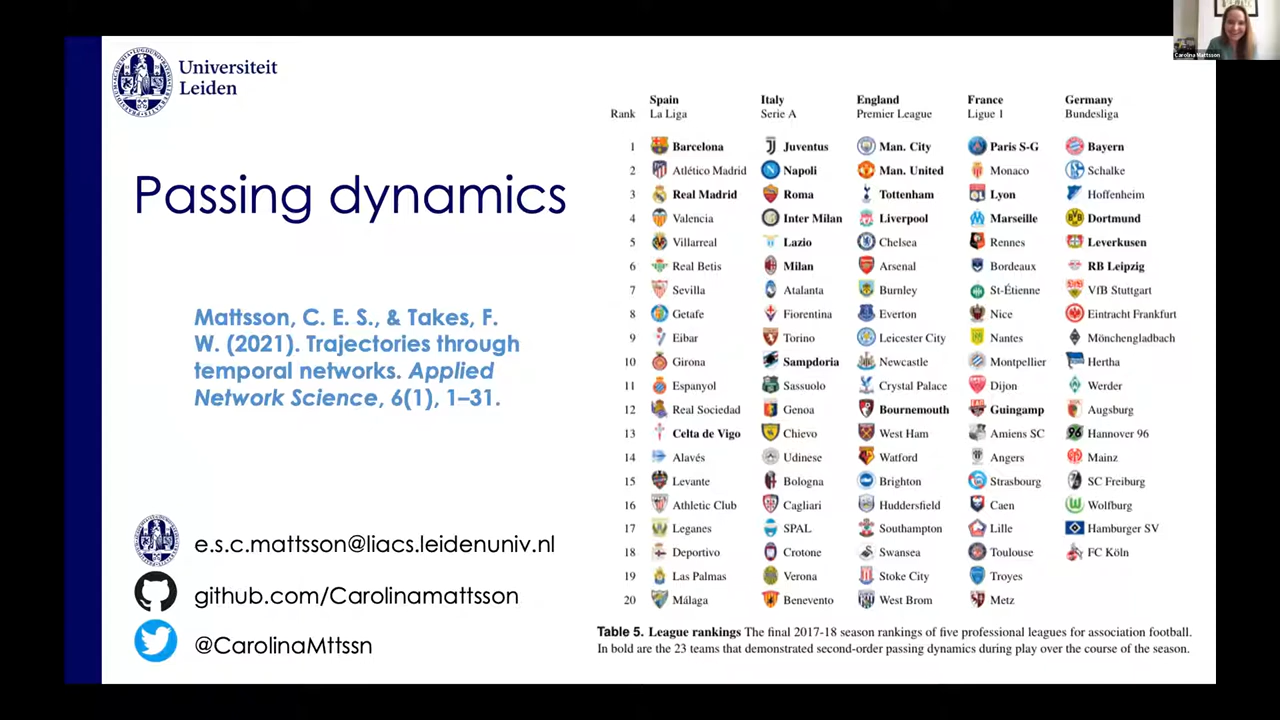 Carolina Mattsson
Universiteit
Leiden
Passing dynamics
Mattsson, C. E. S., & Takes, F.
W. (2021). Trajectories through
temporal networks. Applied
Network Science, 6(1), 1–31.
e.s.c.mattsson@liacs.leidenuniv.nl
github.com/Carolinamattsson
@CarolinaMttssn
Spain Italy England France Germany
Rank La Liga Serie A Premier League Ligue 1 Bundesliga
1 Barcelona Juventus Man. City Paris S-G Bayern
2 Atlético Madrid Napoli Man. United Monaco Schalke
3 Real Madrid Roma Tottenham Lyon Hoffenheim
4 Valencia Inter Milan Liverpool Marseille Dortmund
5 Villarreal Lazio Chelsea Rennes Leverkusen
6 Real Betis Milan Arsenal Bordeaux RB Leipzig
7 Sevilla Atalanta Burnley St-Étienne VfB Stuttgart
8 Getafe Fiorentina Everton Nice Eintracht Frankfurt
9 Eibar Torino Leicester City Nantes Mönchengladbach
10 Girona Sampdoria Newcastle Montpellier Hertha
11 Espanyol Sassuolo Crystal Palace Dijon Werder
12 Real Sociedad Genoa Bournemouth Guingamp Augsburg
13 Celta de Vigo Chievo West Ham Amiens SC Hannover 96
14 Alavés Udinese Watford Angers Mainz
15 Levante Bologna Brighton Strasbourg SC Freiburg
16 Athletic Club Cagliari Huddersfield Caen Wolfburg
17 Leganes SPAL Southampton Lille Hamburger SV
18 Deportivo Crotone Swansea Toulouse FC Köln
19 Las Palmas Verona Stoke City Troyes
20 Málaga Benevento West Brom Metz
Table 5. League rankings The final 2017-18 season rankings of five professional leagues for association football.
In bold are the 23 teams that demonstrated second-order passing dynamics during play over the course of the season.